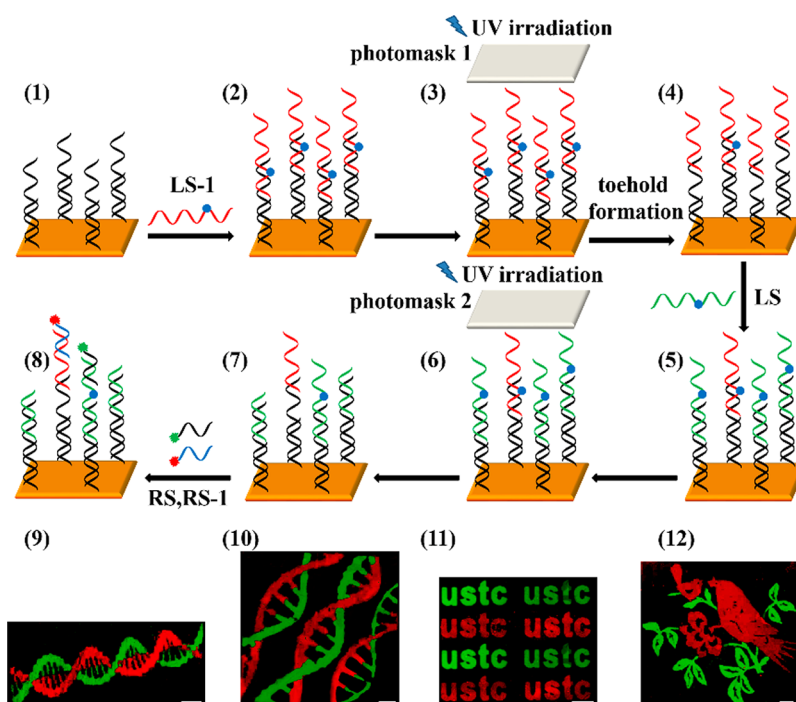 UV irradiation
photomask 1
(1)
(2)
(3)
(4)
LS-1
toehold
formation
UV irradiation
photomask 2
LS
(8)
(7)
(6)
(5)
RS,RS-1
(9)
(10)
(11)
(12)
ustc ustc
ustc ustc
ustc ustc
ustc ustc